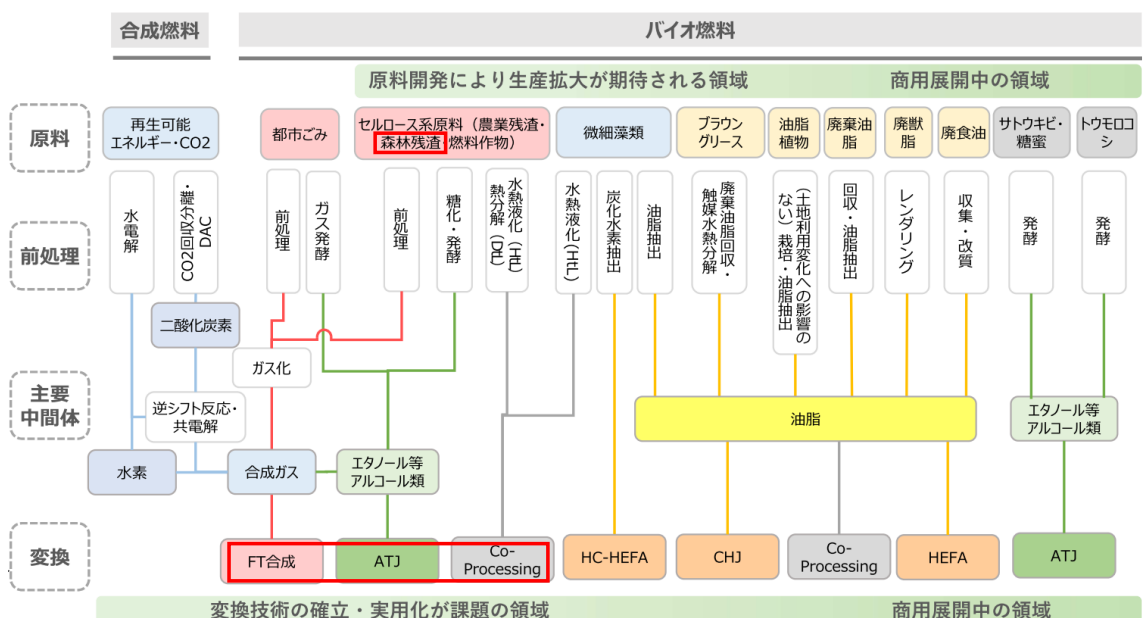 合成燃料
バイオ燃料
原料開発により生産拡大が期待される領域
商用展開中の領域
原料
再生可能
エネルギー・CO2
都市ごみ
セルロース系原料（農業残渣・
森林残渣・燃料作物）
微細藻類
ブラウン
グリース
油脂
植物
廃棄油
脂
廃獣
脂
廃食油
サトウキビ・
糖蜜
トウモロコ
シ
前処理
水電解
CO2回収分離・
DAC
前処理
ガス発酵
前処理
糖化・発酵
水熱液化（HtL）
熱分解（DtL）
水熱液化（HtL）
炭化水素抽出
油脂抽出
廃棄油脂回収・
触媒水熱分解
（土地利用変化への影響の
ない）栽培・油脂抽出
回収・油脂抽出
レンダリング
収集・改質
発酵
発酵
二酸化炭素
ガス化
主要
中間体
逆シフト反応・
共電解
油脂
エタノール等
アルコール類
水素
合成ガス
エタノール等
アルコール類
変換
FT合成
ATJ
Co-
Processing
HC-HEFA
CHJ
Co-
Processing
HEFA
ATJ
変換技術の確立・実用化が課題の領域
商用展開中の領域